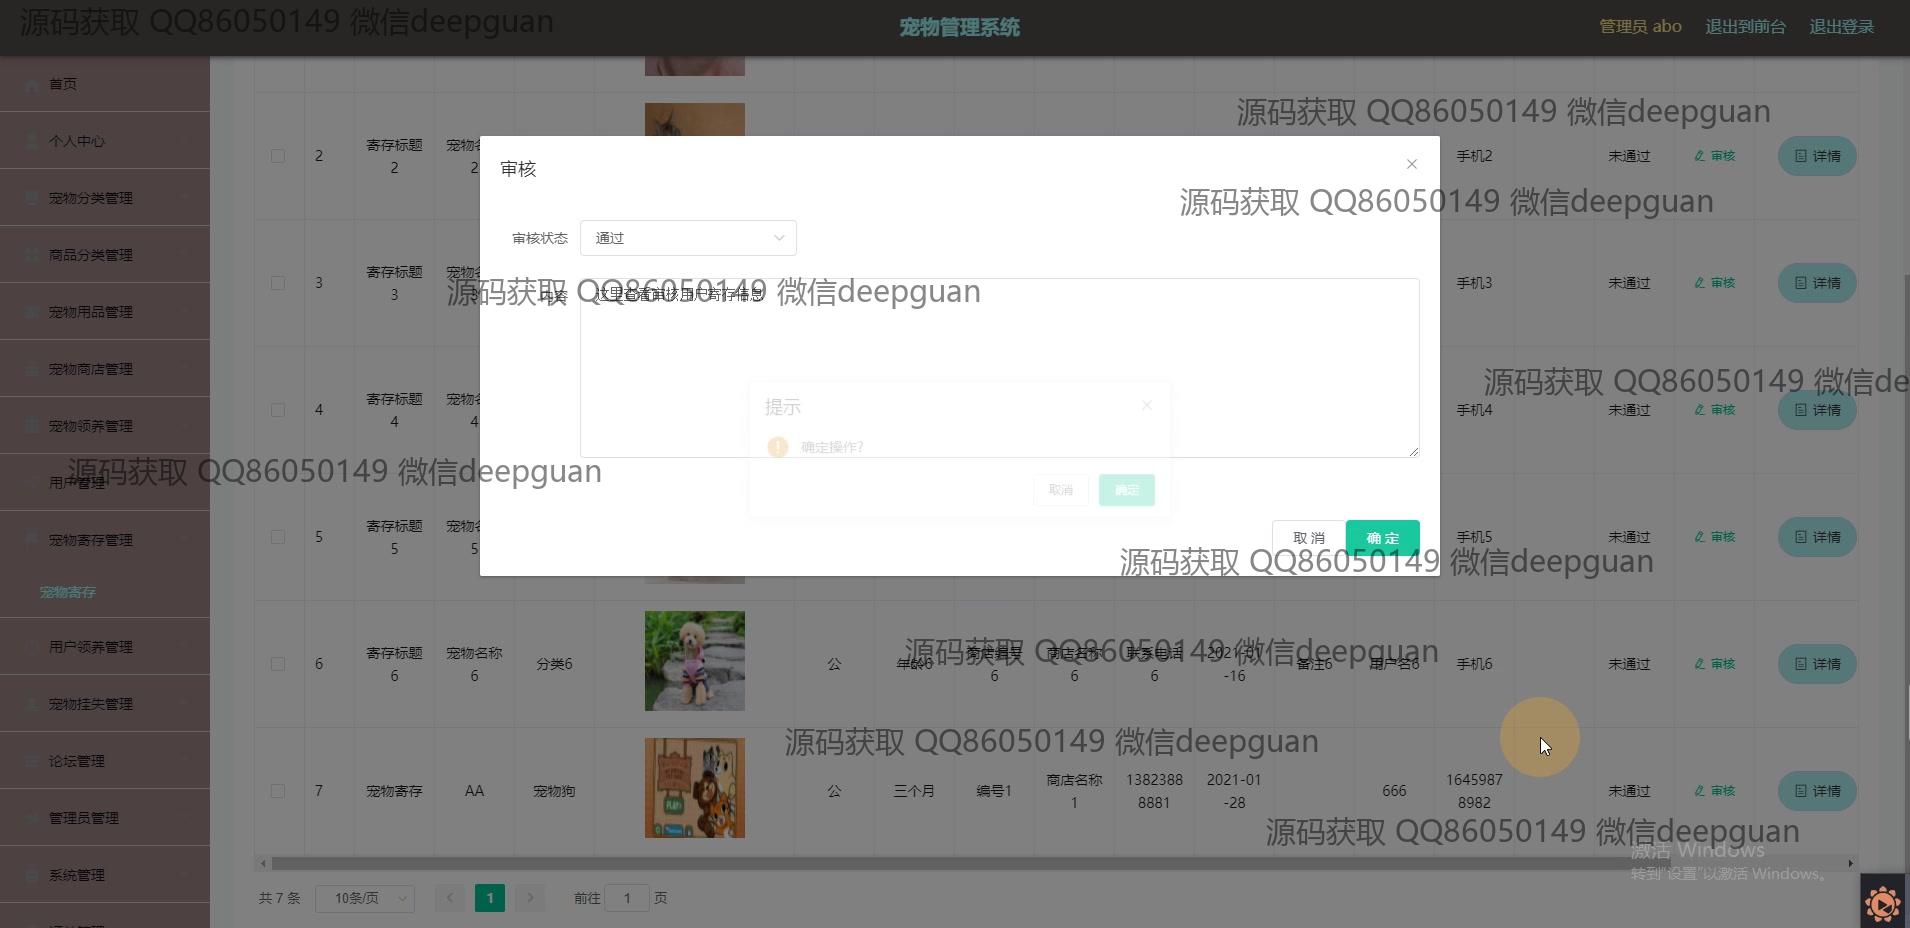 源码获取 QQ86050149 微信deepguan
宠物管理系统
管理员 abo
退出到前台
退出登录
首页
个人中心
宠物分类管理
商品分类管理
宠物用品管理
宠物商店管理
宠物领养管理
用户管理
宠物寄存管理
宠物寄存
用户领养管理
宠物挂失管理
论坛管理
管理员管理
系统管理
源码获取 QQ86050149 微信deepguan
2
寄存标题
2
宠物名
2
手机2
未通过
审核
详情
审核
源码获取 QQ86050149 微信deepguan
审核状态
通过
3
寄存标题
3
宠物名
3
手机3
未通过
审核
详情
源码获取 QQ86050149 微信deepguan
内容
这里查看审核用户寄存信息
源码获取 QQ86050149 微信de
4
寄存标题
4
宠物名
4
手机4
未通过
审核
详情
提示
确定操作?
取消
确定
源码获取 QQ86050149 微信deepguan
取 消
确 定
5
寄存标题
5
宠物名
5
手机5
未通过
审核
详情
源码获取 QQ86050149 微信deepguan
6
寄存标题
6
宠物名称
6
分类6
公
年龄6
商店编号
6
商店名称
6
联系电话
6
2021-01
-16
备注6
用户名6
手机6
未通过
审核
详情
源码获取 QQ86050149 微信deepguan
源码获取 QQ86050149 微信deepguan
7
宠物寄存
AA
宠物狗
PLAY
公
三个月
编号1
商店名称
1
1382388
8881
2021-01
-28
666
1645987
8982
未通过
审核
详情
源码获取 QQ86050149 微信deepguan
激活 Windows
转到"设置"以激活 Windows。
共 7 条
10条/页
1
前往
1
页